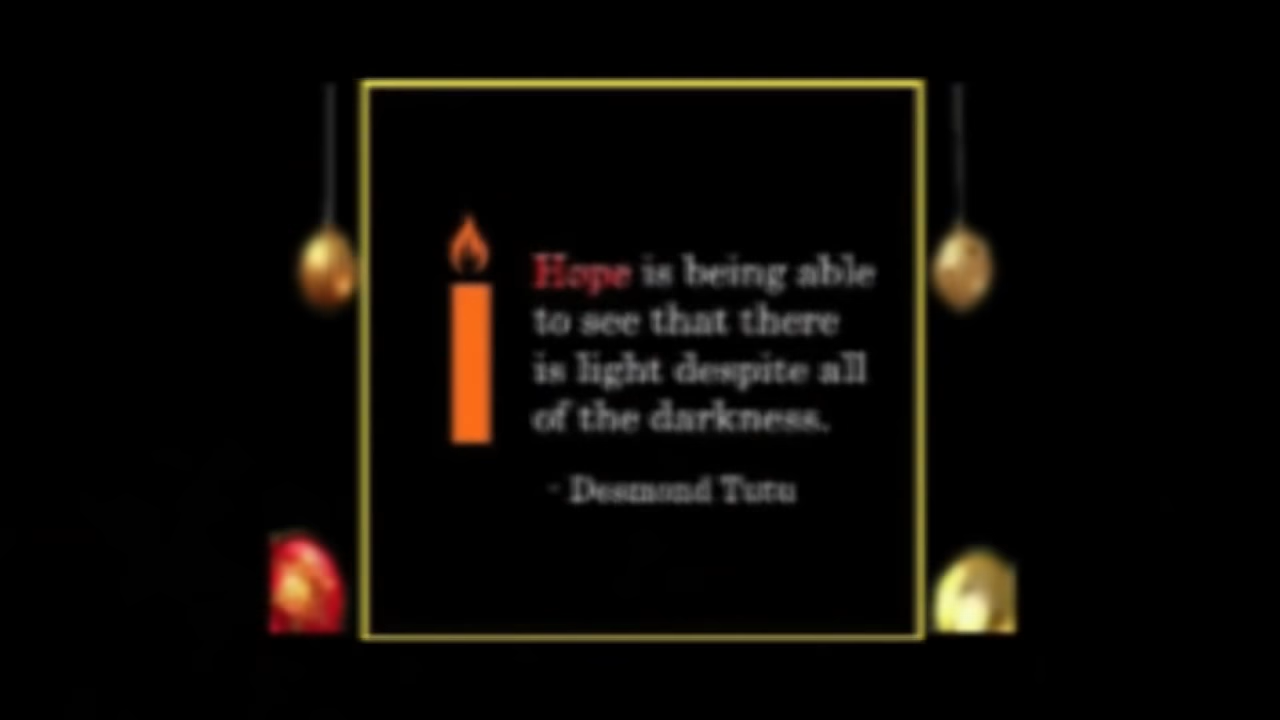 Hope is being able
to see that there
is light despite all
of the darkness.
- Desmond Tutu